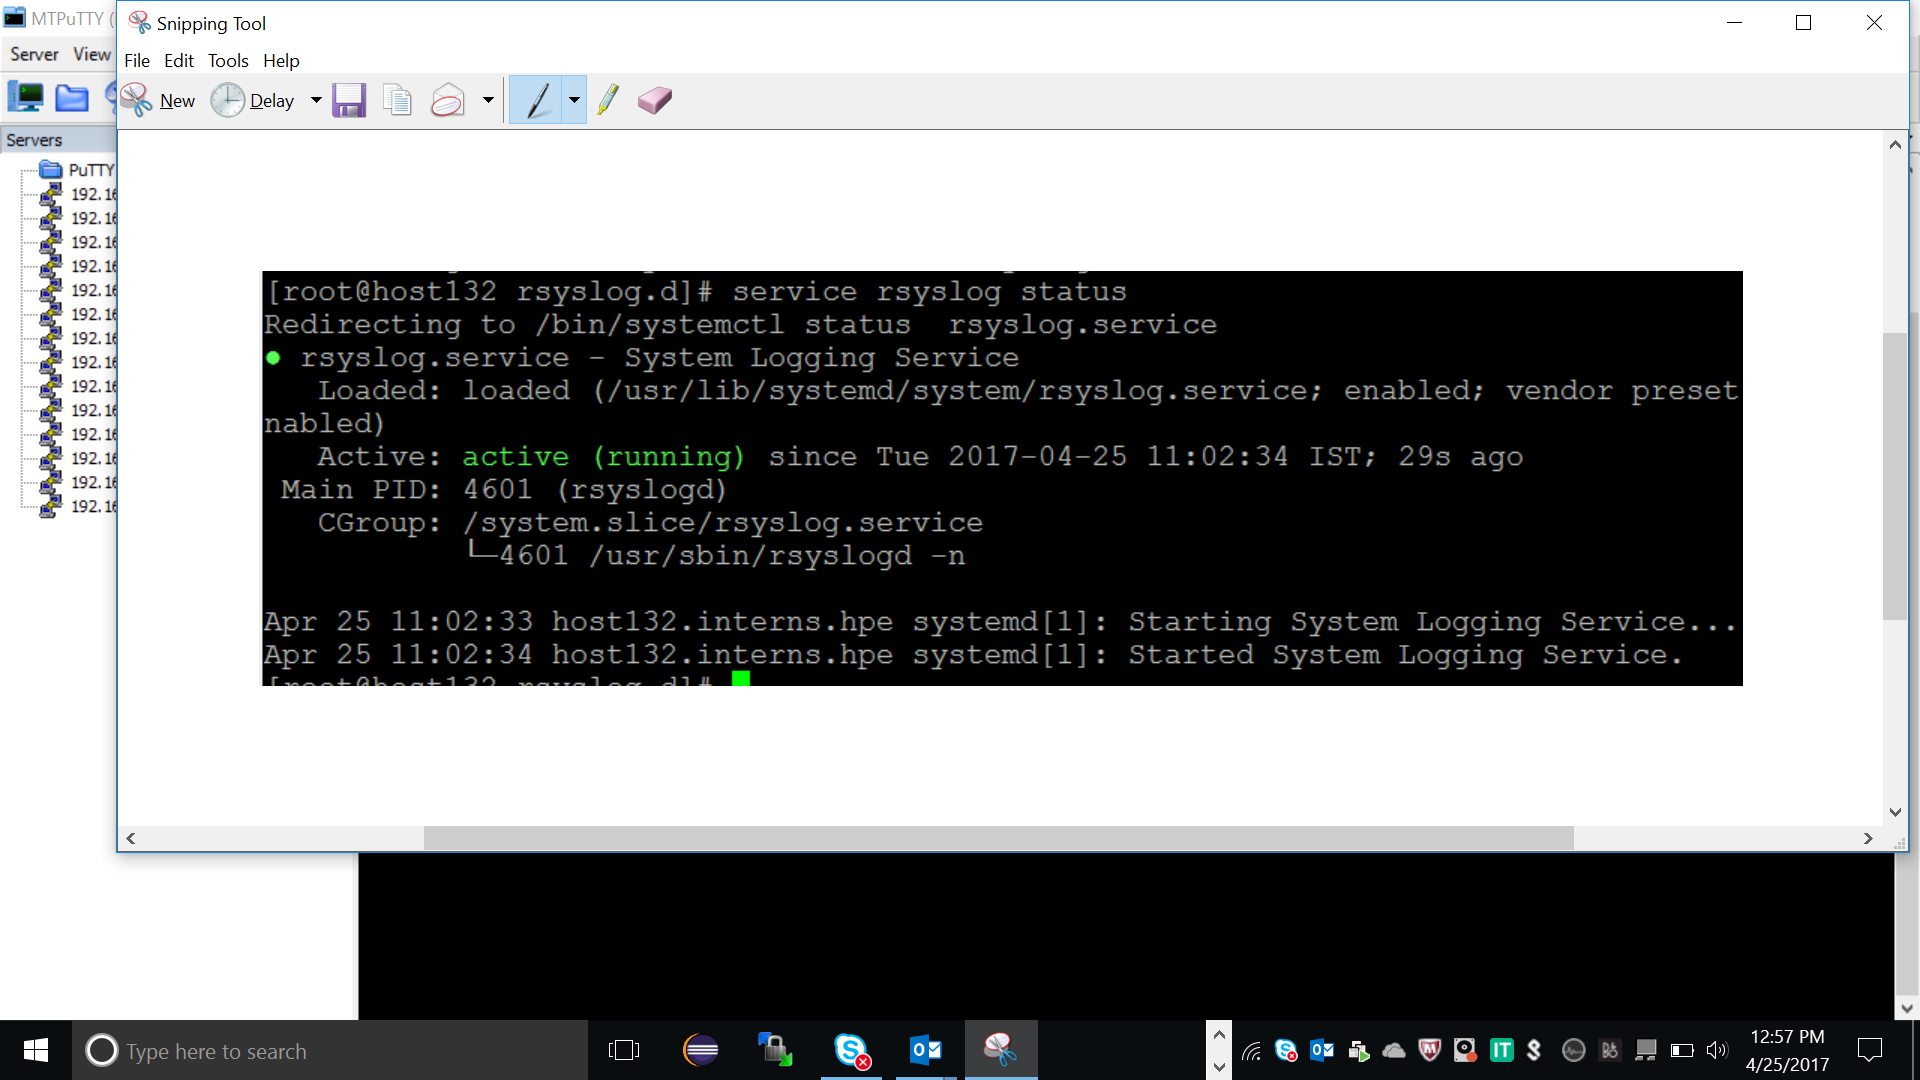 MTPuTTY (
Snipping Tool
Server View
File Edit Tools Help
New Delay
Servers
PuTTY
192.16
192.16
192.16
192.16
192.16
192.16
192.16
192.16
192.16
192.16
192.16
192.16
192.16
192.16
[root@host132 rsyslog.d]# service rsyslog status
Redirecting to /bin/systemctl status  rsyslog.service
● rsyslog.service - System Logging Service
   Loaded: loaded (/usr/lib/systemd/system/rsyslog.service; enabled; vendor preset
nabled)
   Active: active (running) since Tue 2017-04-25 11:02:34 IST; 29s ago
 Main PID: 4601 (rsyslogd)
   CGroup: /system.slice/rsyslog.service
           └─4601 /usr/sbin/rsyslogd -n
Apr 25 11:02:33 host132.interns.hpe systemd[1]: Starting System Logging Service...
Apr 25 11:02:34 host132.interns.hpe systemd[1]: Started System Logging Service.
[root@host132 rsyslog.d]#
Type here to search
12:57 PM
4/25/2017